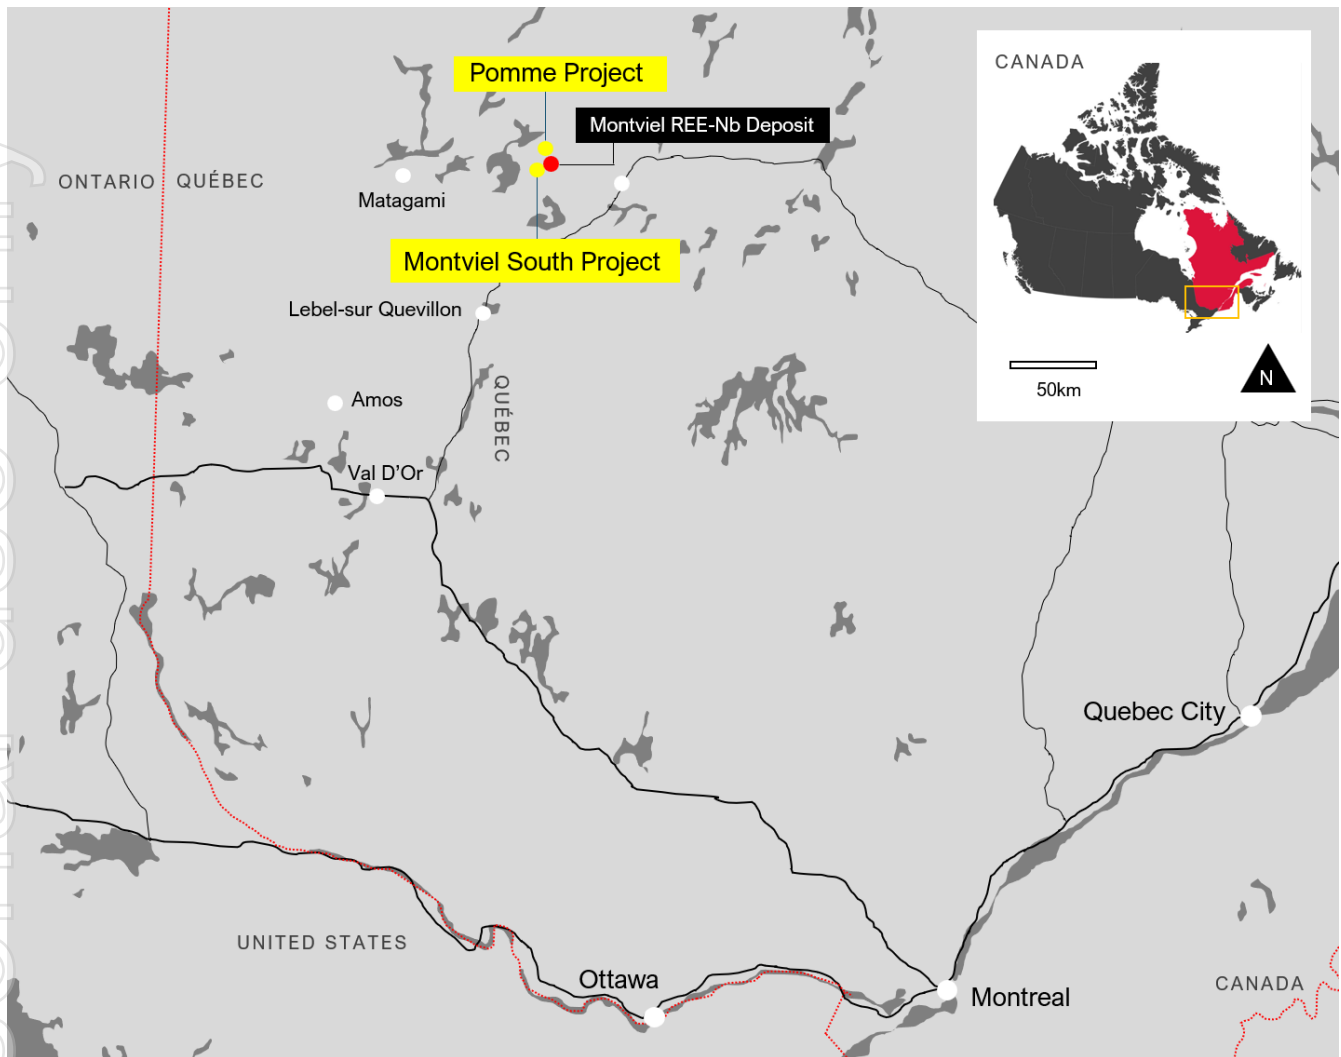 Pomme Project
CANADA
Montviel REE-Nb Deposit
ONTARIO
QUÉBEC
Matagami
Montviel South Project
Lebel-sur Quevillon
50km
N
QUÉBEC
Amos
Val D'Or
Quebec City
UNITED STATES
Ottawa
CANADA
Montreal